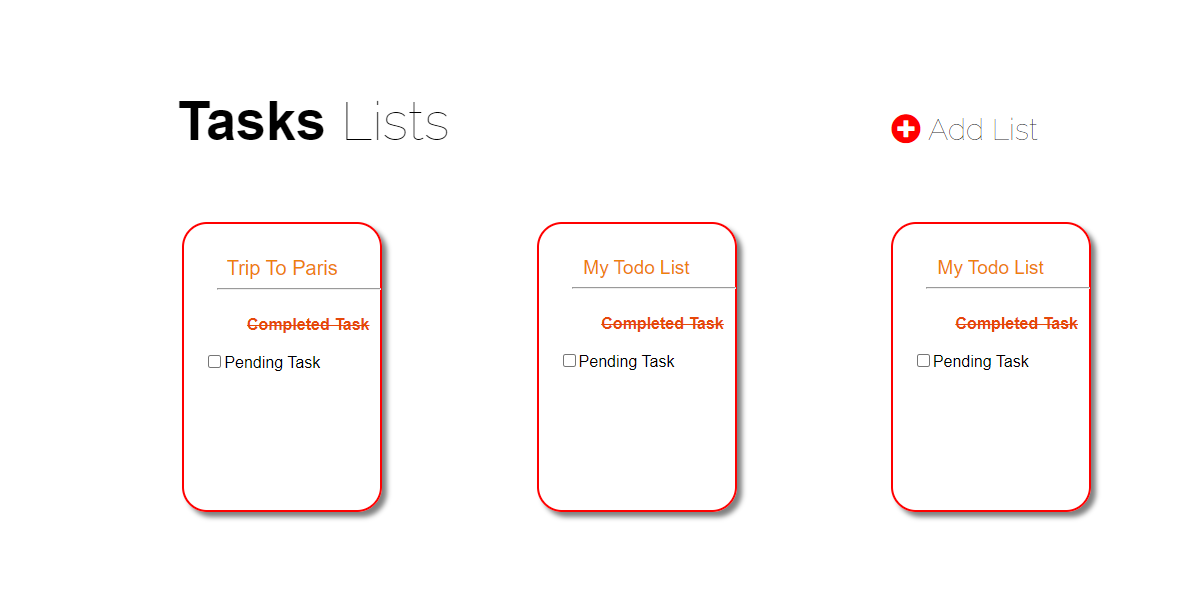 Tasks Lists
Add List
Trip To Paris
Completed Task
Pending Task
My Todo List
Completed Task
Pending Task
My Todo List
Completed Task
Pending Task